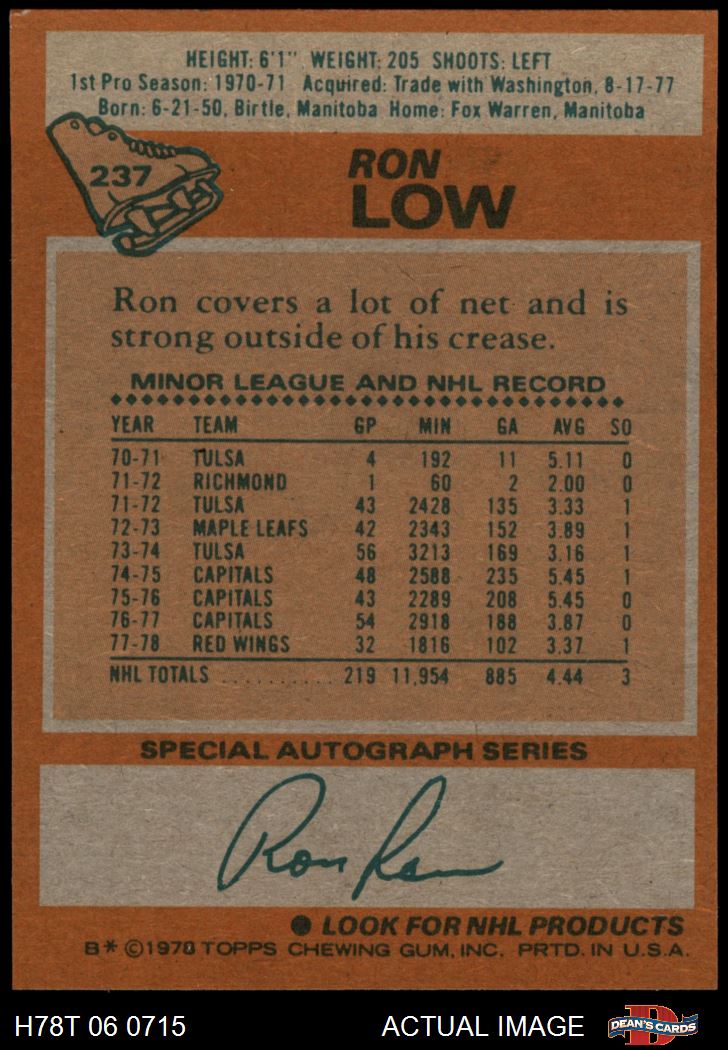 HEIGHT: 6'1" WEIGHT: 205 SHOOTS: LEFT
1st Pro Season: 1970-71 Acquired: Trade with Washington, 8-17-77
Born: 6-21-50, Birtle, Manitoba Home: Fox Warren, Manitoba
237
RON
LOW
Ron covers a lot of net and is
strong outside of his crease.
MINOR LEAGUE AND NHL RECORD
YEAR TEAM GP MIN GA AVG SO
70-71 TULSA 4 192 11 5.11 0
71-72 RICHMOND 1 60 2 2.00 0
71-72 TULSA 43 2428 135 3.33 1
72-73 MAPLE LEAFS 42 2343 152 3.89 1
73-74 TULSA 56 3213 169 3.16 1
74-75 CAPITALS 48 2588 235 5.45 1
75-76 CAPITALS 43 2289 208 5.45 0
76-77 CAPITALS 54 2918 188 3.87 0
77-78 RED WINGS 32 1816 102 3.37 1
NHL TOTALS .......... 219 11,954 885 4.44 3
SPECIAL AUTOGRAPH SERIES
Ron Low
● LOOK FOR NHL PRODUCTS
B* ©1978 TOPPS CHEWING GUM, INC. PRTD. IN U.S.A.
H78T 06 0715 ACTUAL IMAGE DEAN'S CARDS